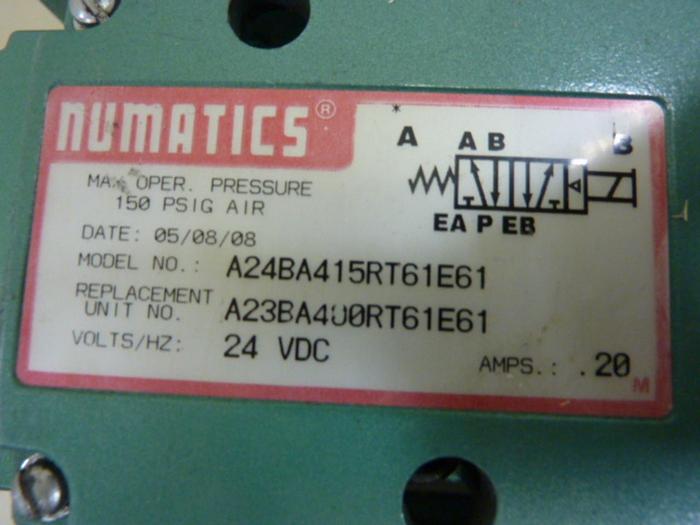 NUMATICS®
* 
A A B B
EA P EB
MAX OPER. PRESSURE
150 PSIG AIR
DATE: 05/08/08
MODEL NO.: A24BA415RT61E61
REPLACEMENT
UNIT NO. A23BA400RT61E61
VOLTS/HZ: 24 VDC
AMPS.: .20
M